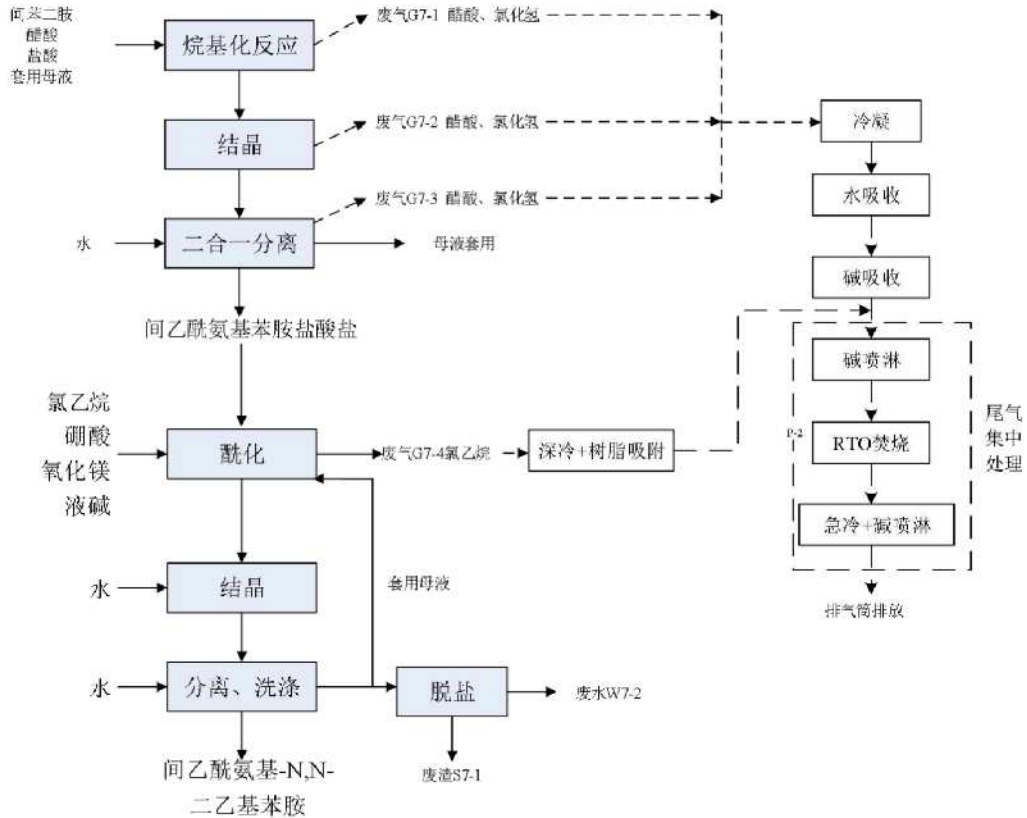 间苯二胺
醋酸
盐酸
套用母液
烷基化反应
废气G7-1 醋酸、氯化氢
结晶
废气G7-2 醋酸、氯化氢
冷凝
水吸收
废气G7-3 醋酸、氯化氢
水
二合一分离
母液套用
碱吸收
间乙酰氨基苯胺盐酸盐
碱喷淋
氯乙烷
硼酸
氧化镁
液碱
酰化
废气G7-4氯乙烷
深冷+树脂吸附
P-2
RTO焚烧
尾气
集中
处理
急冷+碱喷淋
水
结晶
套用母液
排气筒排放
水
分离、洗涤
脱盐
废水W7-2
间乙酰氨基-N,N-
二乙基苯胺
废渣S7-1